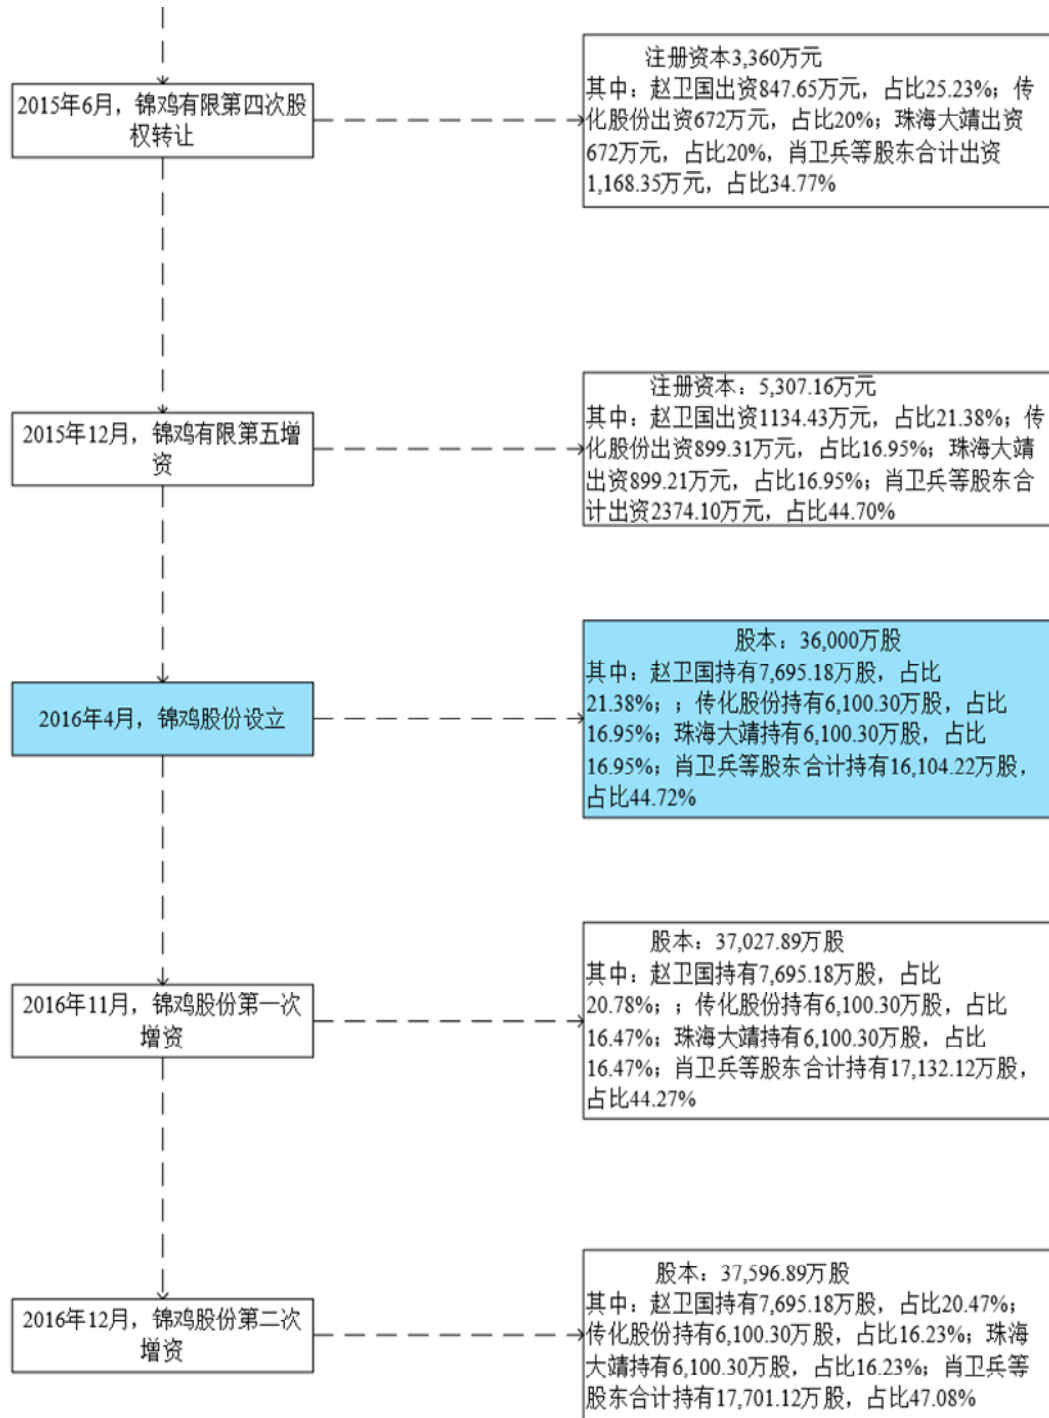 2015年6月，锦鸡有限第四次股
权转让
注册资本3,360万元
其中：赵卫国出资847.65万元，占比25.23%；传
化股份出资672万元，占比20%；珠海大靖出资
672万元，占比20%，肖卫兵等股东合计出资
1,168.35万元，占比34.77%
2015年12月，锦鸡有限第五增
资
注册资本：5,307.16万元
其中：赵卫国出资1134.43万元，占比21.38%；传
化股份出资899.31万元，占比16.95%；珠海大靖
出资899.21万元，占比16.95%；肖卫兵等股东合
计出资2374.10万元，占比44.70%
2016年4月，锦鸡股份设立
股本：36,000万股
其中：赵卫国持有7,695.18万股，占比
21.38%；；传化股份持有6,100.30万股，占比
16.95%；珠海大靖持有6,100.30万股，占比
16.95%；肖卫兵等股东合计持有16,104.22万股，
占比44.72%
2016年11月，锦鸡股份第一次
增资
股本：37,027.89万股
其中：赵卫国持有7,695.18万股，占比
20.78%；；传化股份持有6,100.30万股，占比
16.47%；珠海大靖持有6,100.30万股，占比
16.47%；肖卫兵等股东合计持有17,132.12万股，
占比44.27%
2016年12月，锦鸡股份第二次
增资
股本：37,596.89万股
其中：赵卫国持有7,695.18万股，占比20.47%；
传化股份持有6,100.30万股，占比16.23%；珠海
大靖持有6,100.30万股，占比16.23%；肖卫兵等
股东合计持有17,701.12万股，占比47.08%